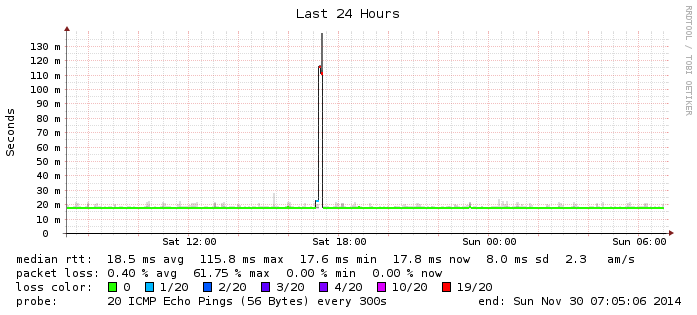 Last 24 Hours
RRDTOOL / TOBI OETIKER
Seconds
130 m
120 m
110 m
100 m
90 m
80 m
70 m
60 m
50 m
40 m
30 m
20 m
10 m
0
Sat 12:00 Sat 18:00 Sun 00:00 Sun 06:00
median rtt: 18.5 ms avg 115.8 ms max 17.6 ms min 17.8 ms now 8.0 ms sd 2.3 am/s
packet loss: 0.40 % avg 61.75 % max 0.00 % min 0.00 % now
loss color: 0 1/20 2/20 3/20 4/20 10/20 19/20
probe: 20 ICMP Echo Pings (56 Bytes) every 300s end: Sun Nov 30 07:05:06 2014